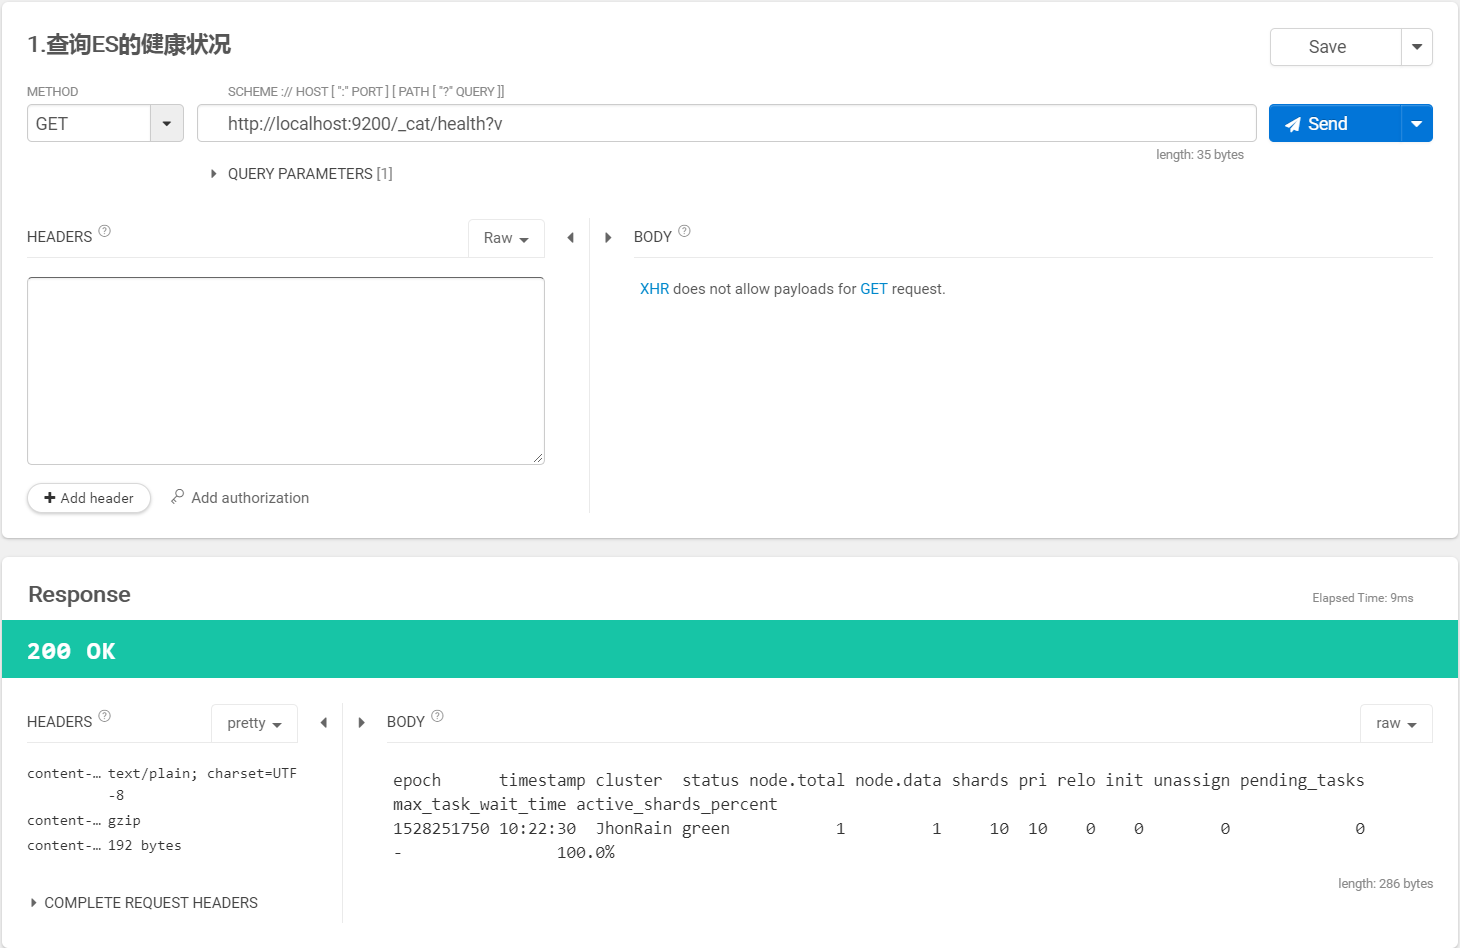 1.查询ES的健康状况
Save
METHOD
SCHEME :// HOST [ ":" PORT ] [ PATH [ "?" QUERY ]]
GET
http://localhost:9200/_cat/health?v
Send
length: 35 bytes
QUERY PARAMETERS [1]
HEADERS ?
Raw
BODY ?
XHR does not allow payloads for GET request.
Add header
Add authorization
Response
Elapsed Time: 9ms
200 OK
HEADERS ?
pretty
content-… text/plain; charset=UTF
-8
content-… gzip
content-… 192 bytes
COMPLETE REQUEST HEADERS
BODY ?
raw
epoch timestamp cluster status node.total node.data shards pri relo init unassign pending_tasks
max_task_wait_time active_shards_percent
1528251750 10:22:30 JhonRain green 1 1 10 10 0 0 0 0
- 100.0%
length: 286 bytes